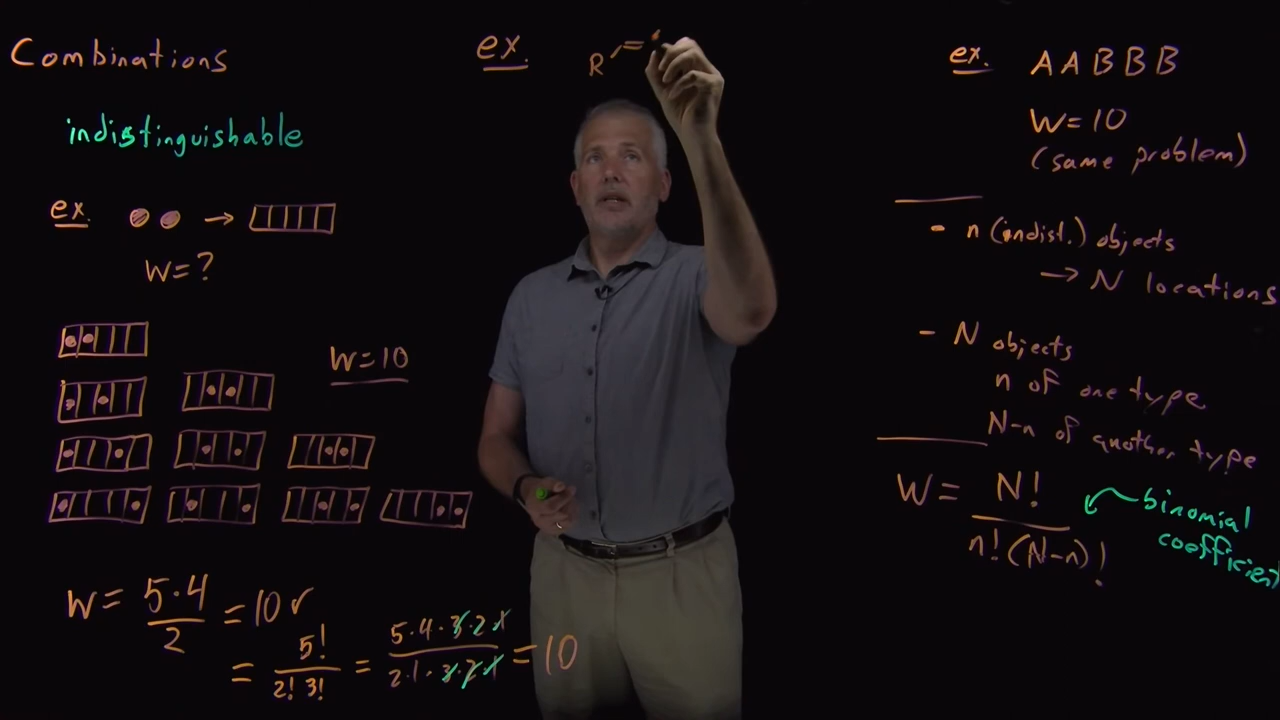 Combinations
indistinguishable
ex. → 
W=?
W=10
W= 5·4/2 =10 ✓
= 5!/2! 3! = 5·4·3·2·1/2·1·3·2·1 =10
ex. R =
ex. A A B B B
W=10
(same problem)
- n (indist.) objects
→ N locations
- N objects
n of one type
N-n of another type
W= N!/n!(N-n)!
binomial
coefficient